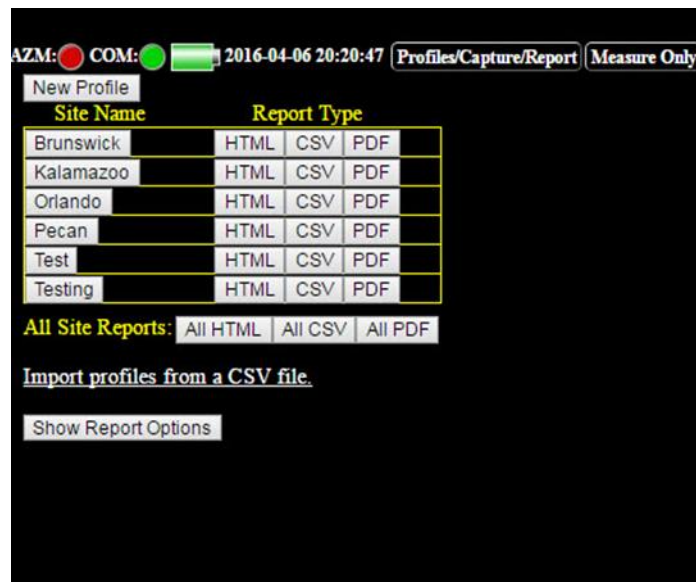 AZM: COM: 2016-04-06 20:20:47 Profiles/Capture/Report Measure Only
New Profile
Site Name Report Type
Brunswick HTML CSV PDF
Kalamazoo HTML CSV PDF
Orlando HTML CSV PDF
Pecan HTML CSV PDF
Test HTML CSV PDF
Testing HTML CSV PDF
All Site Reports: All HTML All CSV All PDF
Import profiles from a CSV file.
Show Report Options